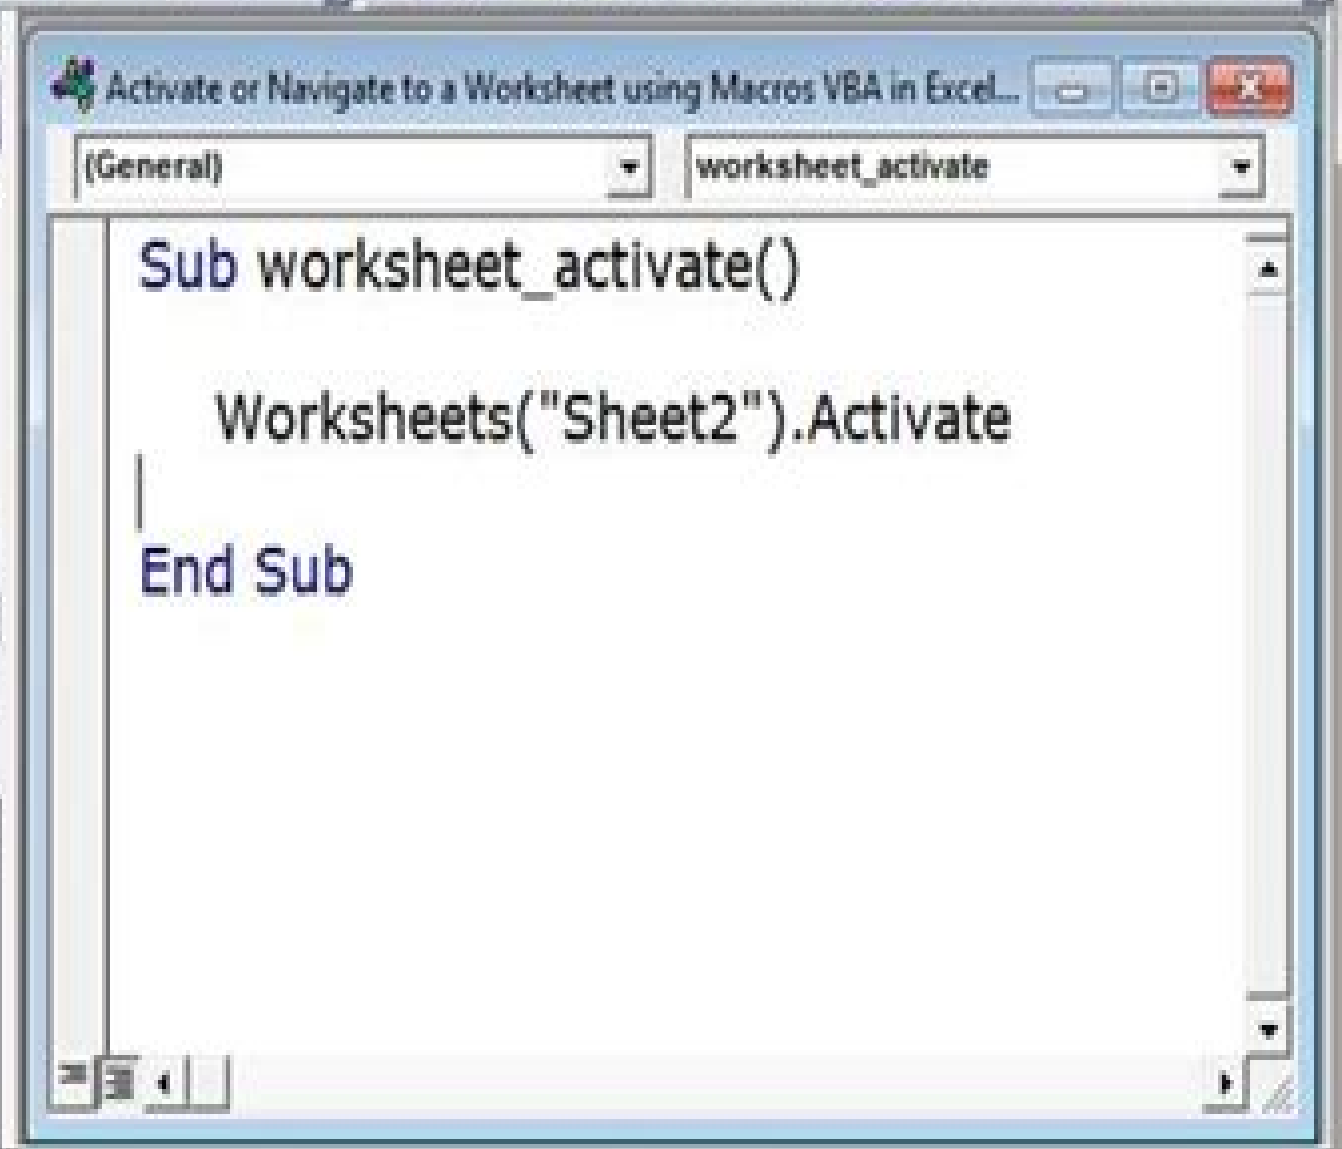 Activate or Navigate to a Worksheet using Macros VBA in Excel...
(General) worksheet_activate
Sub worksheet_activate()
Worksheets("Sheet2").Activate
End Sub